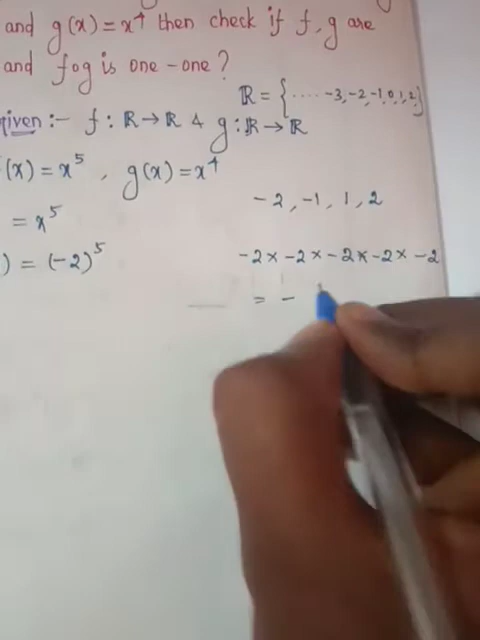 and g(x) = x⁴ then check if f, g are
and fog is one-one?
ℝ = { ..... -3, -2, -1, 0, 1, 2 }
given :- f : ℝ → ℝ & g : ℝ → ℝ
(x) = x⁵ , g(x) = x⁴
-2, -1, 1, 2
= x⁵
) = (-2)⁵
-2 x -2 x -2 x -2 x -2
= -